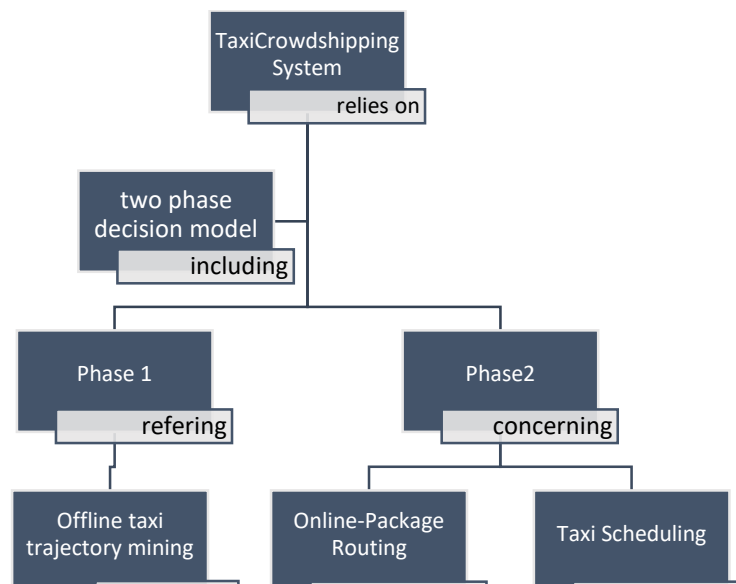 TaxiCrowdshipping
System
relies on
two phase
decision model
including
Phase 1
refering
Phase2
concerning
Offline taxi
trajectory mining
Online-Package
Routing
Taxi Scheduling